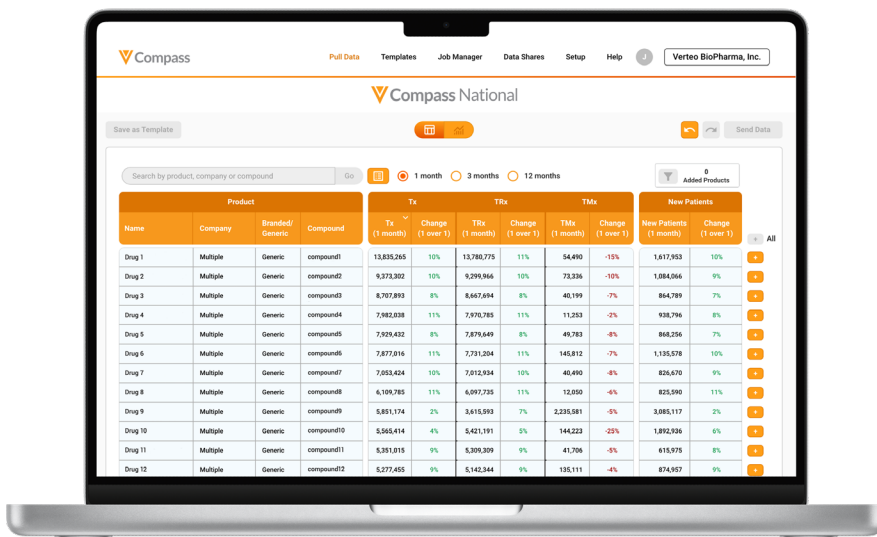 Compass
Pull Data Templates Job Manager Data Shares Setup Help J Verteo BioPharma, Inc.
Compass National
Save as Template Send Data
Search by product, company or compound Go 1 month 3 months 12 months 0 Added Products
Product Tx TRx TMx New Patients
Name Company Branded/ Generic Compound Tx (1 month) Change (1 over 1) TRx (1 month) Change (1 over 1) TMx (1 month) Change (1 over 1) New Patients (1 month) Change (1 over 1) + All
Drug 1 Multiple Generic compound1 13,835,265 10% 13,780,775 11% 54,490 -15% 1,617,953 10% +
Drug 2 Multiple Generic compound2 9,373,302 10% 9,299,966 10% 73,336 -10% 1,084,066 9% +
Drug 3 Multiple Generic compound3 8,707,893 8% 8,667,694 8% 40,199 -7% 864,789 7% +
Drug 4 Multiple Generic compound4 7,982,038 11% 7,970,785 11% 11,253 -2% 938,796 8% +
Drug 5 Multiple Generic compound5 7,929,432 8% 7,879,649 8% 49,783 -8% 868,256 7% +
Drug 6 Multiple Generic compound6 7,877,016 11% 7,731,204 11% 145,812 -7% 1,135,578 10% +
Drug 7 Multiple Generic compound7 7,053,424 10% 7,012,934 10% 40,490 -8% 826,670 9% +
Drug 8 Multiple Generic compound8 6,109,785 11% 6,097,735 11% 12,050 -6% 825,590 11% +
Drug 9 Multiple Generic compound9 5,851,174 2% 3,615,593 7% 2,235,581 -5% 3,085,117 2% +
Drug 10 Multiple Generic compound10 5,565,414 4% 5,421,191 5% 144,223 -25% 1,892,936 6% +
Drug 11 Multiple Generic compound11 5,351,015 9% 5,309,309 9% 41,706 -5% 615,975 8% +
Drug 12 Multiple Generic compound12 5,277,455 9% 5,142,344 9% 135,111 -4% 874,957 9% +